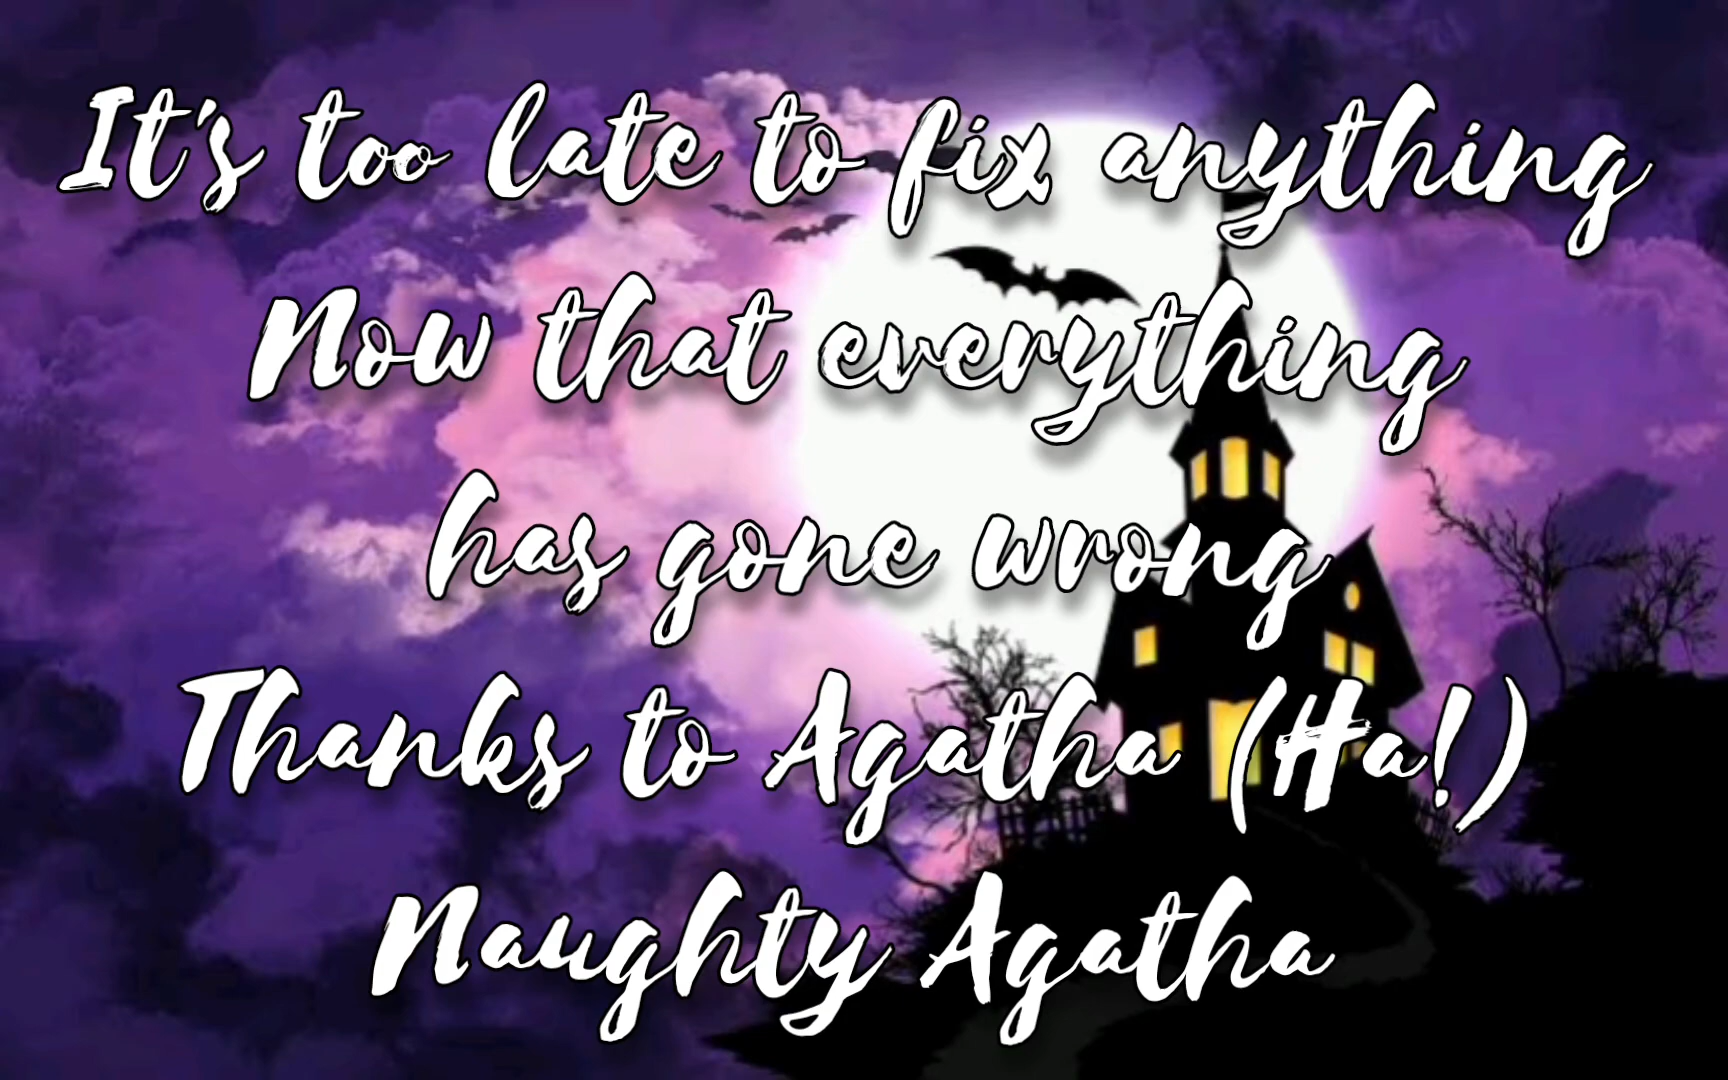 It's too late to fix anything
Now that everything
has gone wrong
Thanks to Agatha (Ha!)
Naughty Agatha